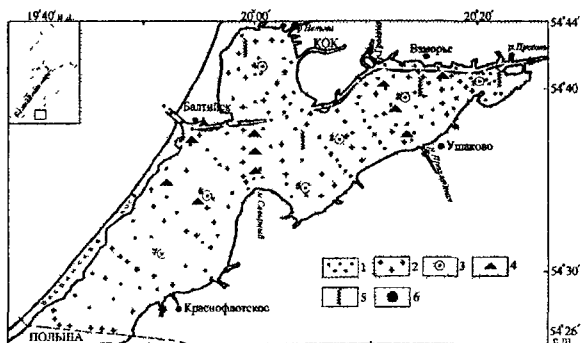 19°40' в.д.
20°00'
20°20'
54°44'
КОК
Взморье
54°40'
Балтийск
Ушаково
1
2
3
4
54°30'
5
6
Краснофлотское
ПОЛЬША
54°26'
с.ш.